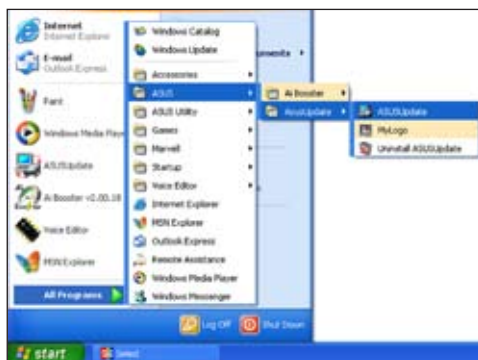 Internet
Internet Explorer
E-mail
Outlook Express
Paint
Windows Media Player
ASUSUpdate
Ai Booster v2.00.18
Voice Editor
MSN Explorer
All Programs
Windows Catalog
Windows Update
Accessories
ASUS
ASUS Utility
Games
Marvell
Startup
Voice Editor
Internet Explorer
MSN Explorer
Outlook Express
Remote Assistance
Windows Media Player
Windows Messenger
Ai Booster
AsusUpdate
ASUSUpdate
MyLogo
Uninstall ASUSUpdate
Log Off
Shut Down
start